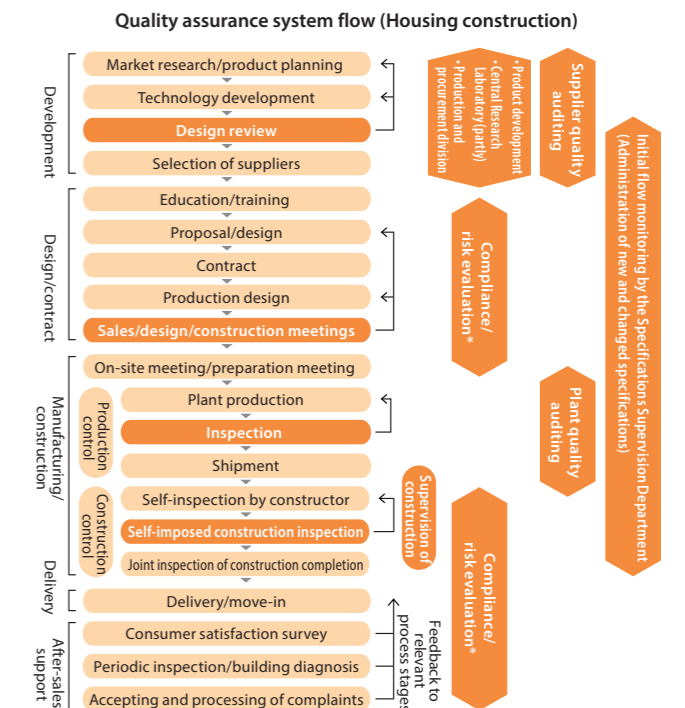 Quality assurance system flow (Housing construction)
Development
Market research/product planning
Technology development
Design review
Selection of suppliers
• Product development
• Central Research
Laboratory (partly)
• Production and
procurement division
Supplier quality
auditing
Initial flow monitoring by the Specifications Supervision Department
(Administration of new and changed specifications)
Design/contract
Education/training
Proposal/design
Contract
Production design
Sales/design/construction meetings
Compliance/
risk evaluation*
Manufacturing/
construction
On-site meeting/preparation meeting
Production
control
Plant production
Inspection
Shipment
Plant quality
auditing
Construction
control
Self-inspection by constructor
Self-imposed construction inspection
Joint inspection of construction completion
Supervision of
construction
Compliance/
risk evaluation*
Delivery
Delivery/move-in
After-sales
support
Consumer satisfaction survey
Periodic inspection/building diagnosis
Accepting and processing of complaints
Feedback to
relevant
process stages